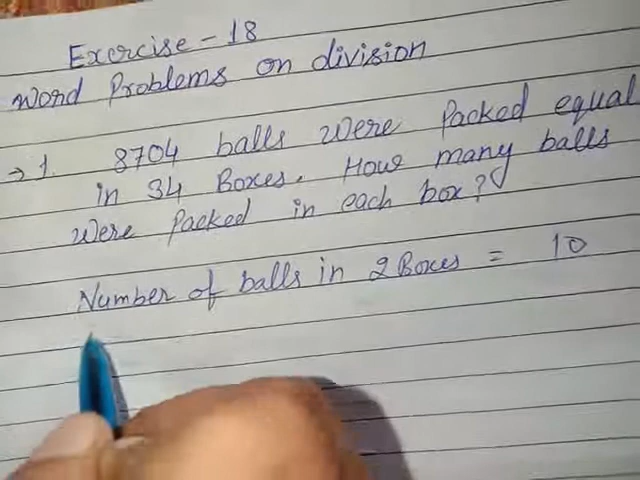 Exercise - 18
Word Problems on division
→ 1. 8704 balls were Packed equal
in 34 Boxes. How many balls
were Packed in each box?
Number of balls in 2 Boxes = 10